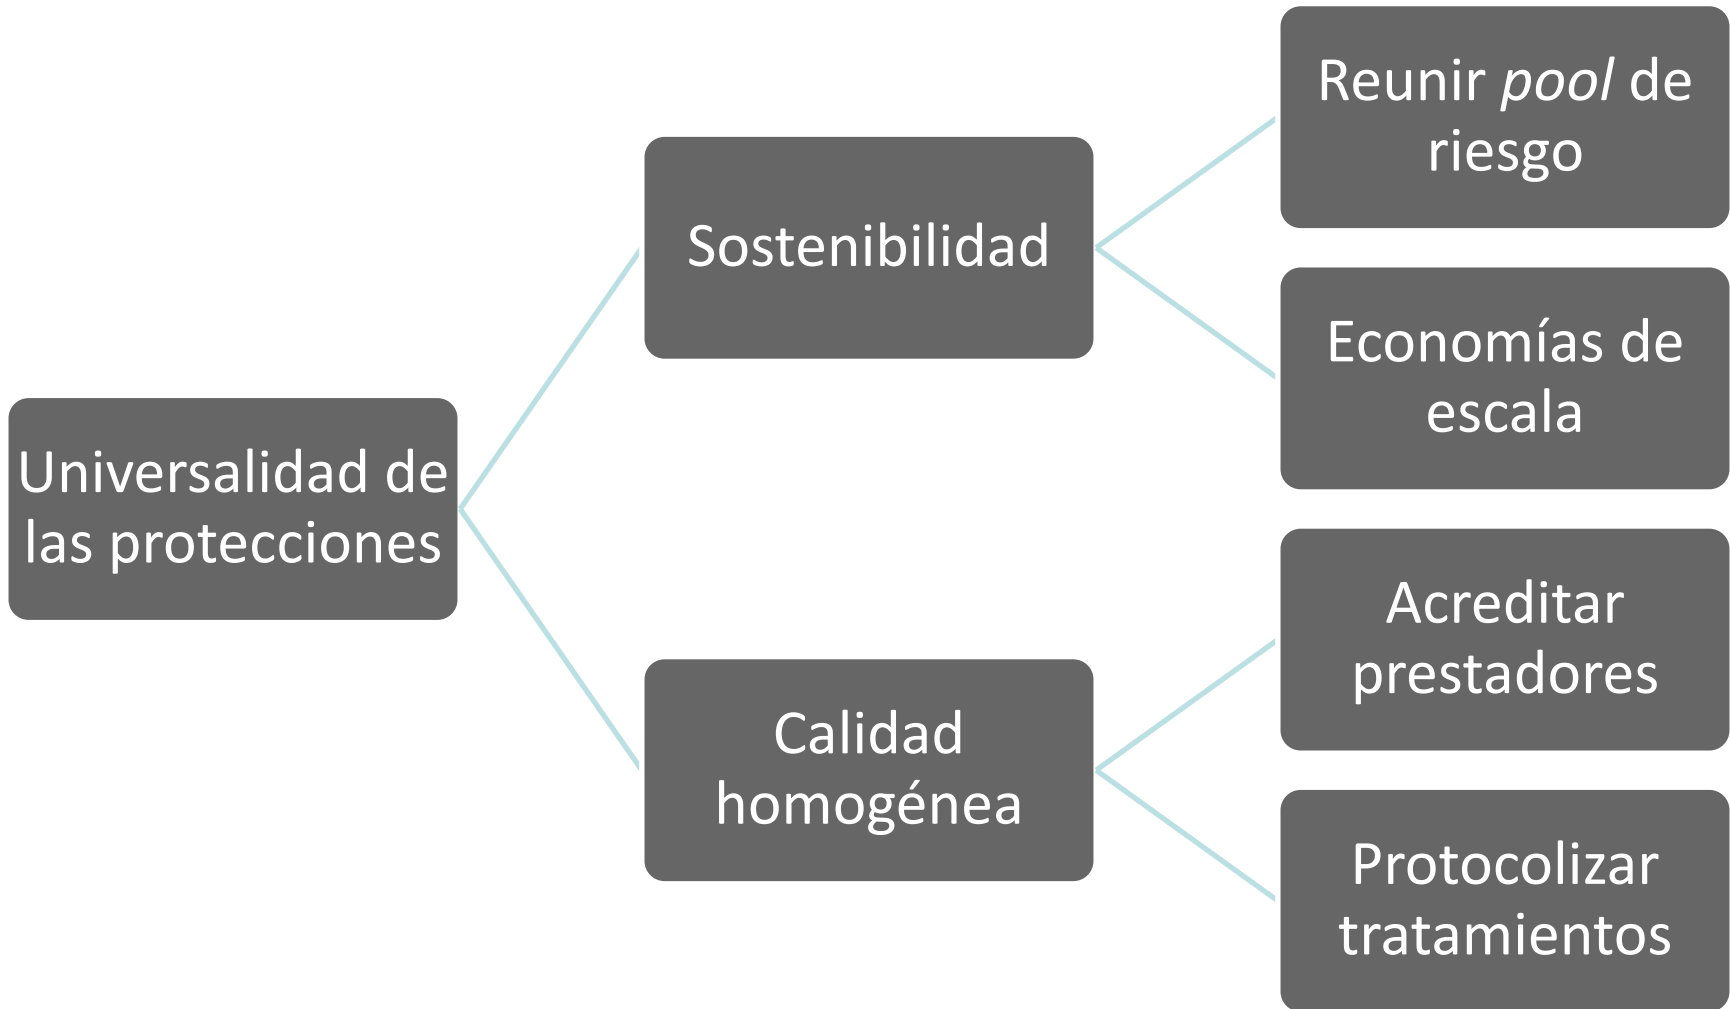 Universalidad de
las protecciones
Sostenibilidad
Reunir pool de
riesgo
Economías de
escala
Calidad
homogénea
Acreditar
prestadores
Protocolizar
tratamientos